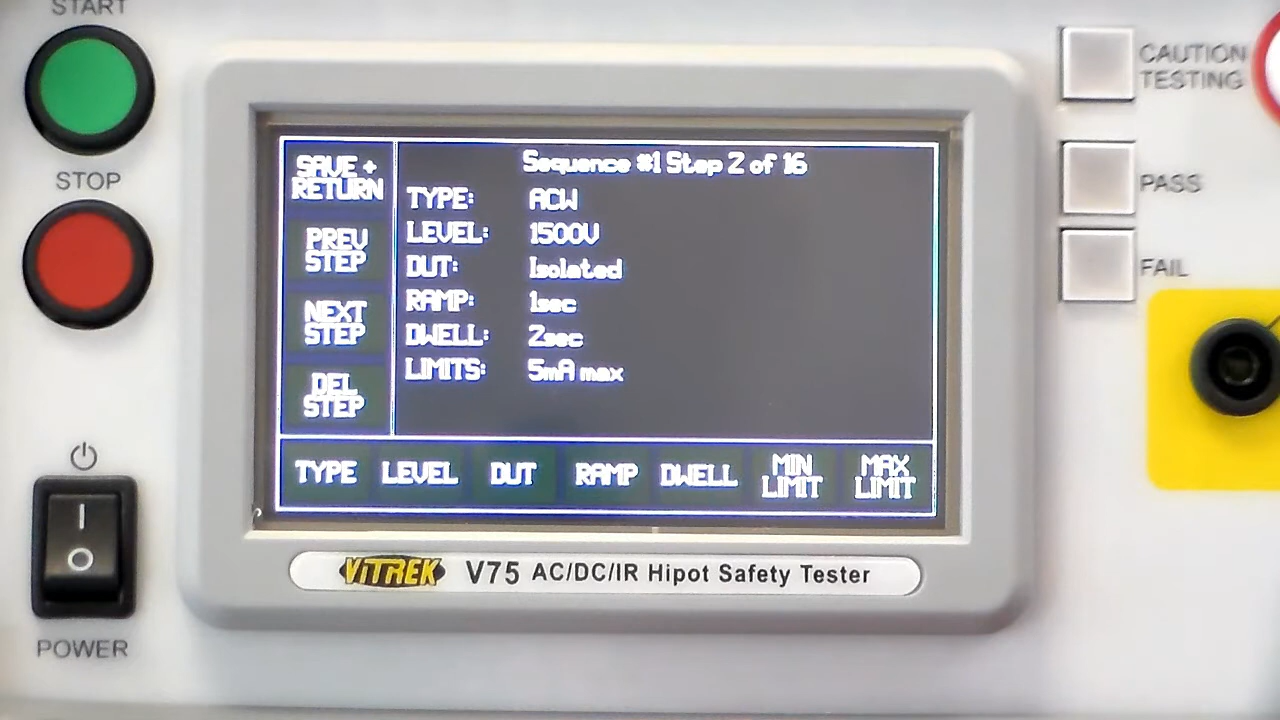 START
STOP
POWER
SAVE +
RETURN
PREV
STEP
NEXT
STEP
DEL
STEP
Sequence #1 Step 2 of 16
TYPE: ACW
LEVEL: 1500V
DUT: Isolated
RAMP: 1sec
DWELL: 2sec
LIMITS: 5mA max
TYPE LEVEL DUT RAMP DWELL MIN LIMIT MAX LIMIT
VITREK V75 AC/DC/IR Hipot Safety Tester
CAUTION
TESTING
PASS
FAIL